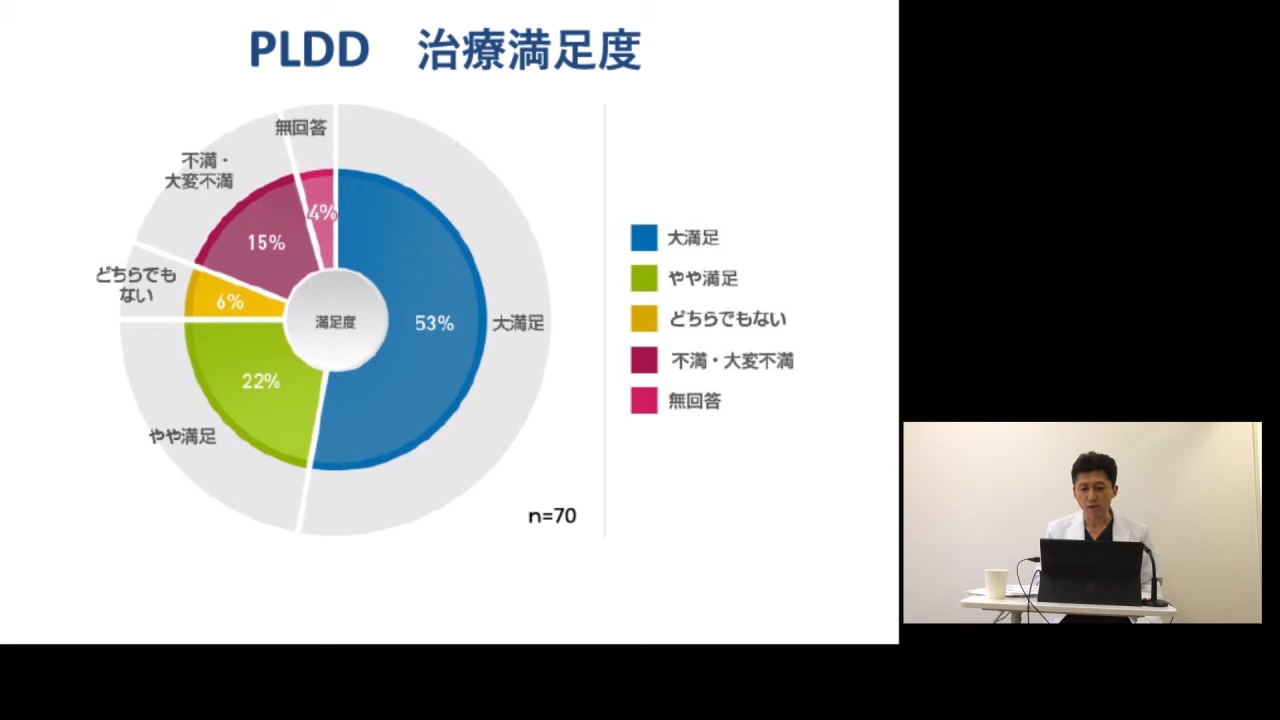 PLDD 治療満足度
無回答
不満・
大変不満
4%
15%
どちらでも
ない
6%
満足度
53%
大満足
22%
やや満足
n=70
大満足
やや満足
どちらでもない
不満・大変不満
無回答